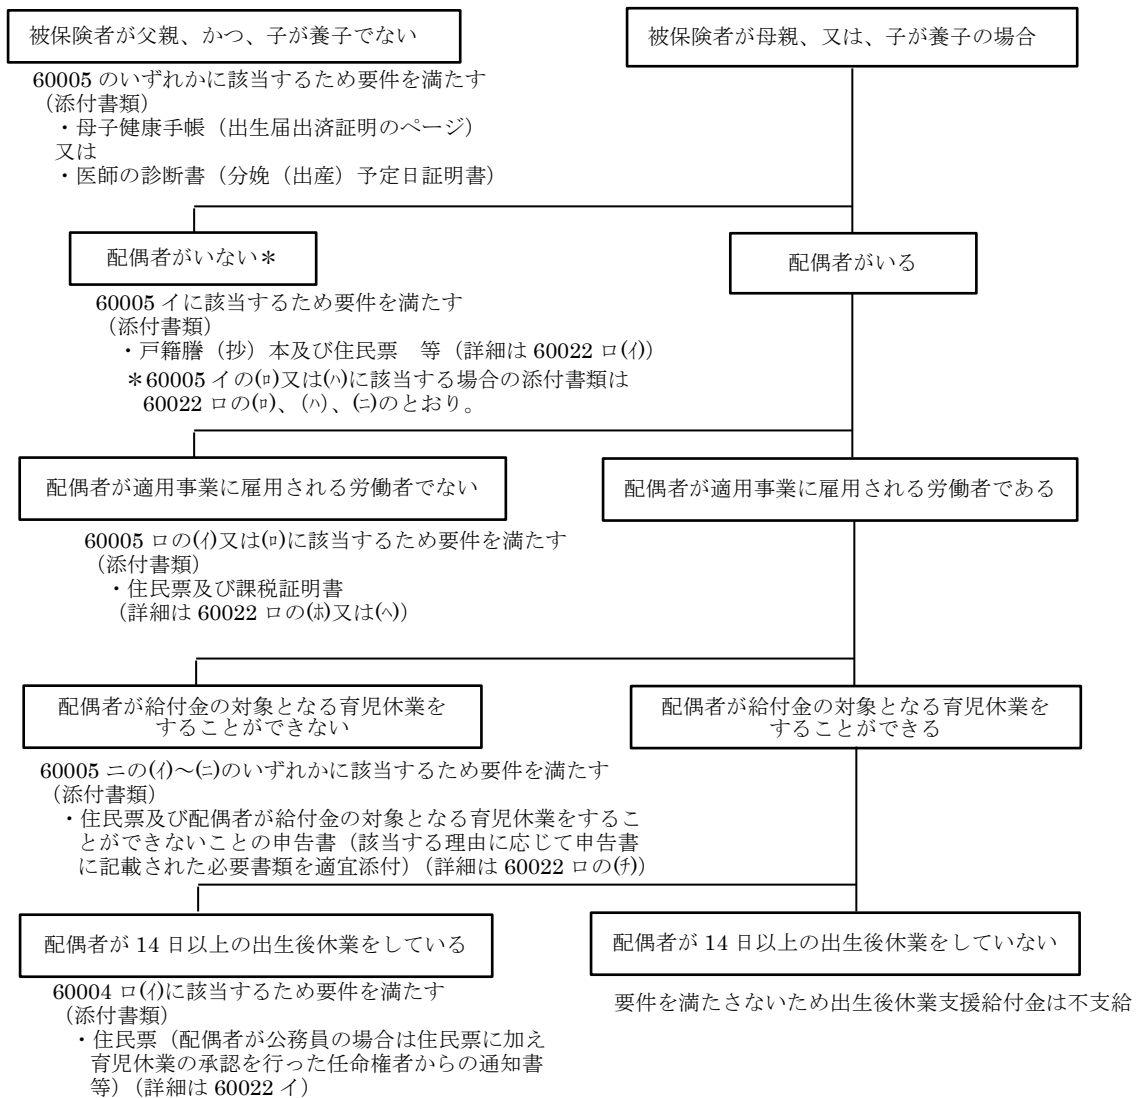 被保険者が父親、かつ、子が養子でない
被保険者が母親、又は、子が養子の場合
60005 のいずれかに該当するため要件を満たす
（添付書類）
・母子健康手帳（出生届出済証明のページ）
又は
・医師の診断書（分娩（出産）予定日証明書）
配偶者がいない＊
配偶者がいる
60005 イに該当するため要件を満たす
（添付書類）
・戸籍謄（抄）本及び住民票　等（詳細は 60022 ロ(ｲ)）
＊60005 イの(ﾛ)又は(ﾊ)に該当する場合の添付書類は
60022 ロの(ﾛ)、(ﾊ)、(ﾆ)のとおり。
配偶者が適用事業に雇用される労働者でない
配偶者が適用事業に雇用される労働者である
60005 ロの(ｲ)又は(ﾛ)に該当するため要件を満たす
（添付書類）
・住民票及び課税証明書
（詳細は 60022 ロの(ﾎ)又は(ﾍ)）
配偶者が給付金の対象となる育児休業を
することができない
配偶者が給付金の対象となる育児休業を
することができる
60005 ニの(ｲ)～(ﾆ)のいずれかに該当するため要件を満たす
（添付書類）
・住民票及び配偶者が給付金の対象となる育児休業をするこ
とができないことの申告書（該当する理由に応じて申告書
に記載された必要書類を適宜添付）（詳細は 60022 ロの(ﾁ)）
配偶者が 14 日以上の出生後休業をしている
配偶者が 14 日以上の出生後休業をしていない
60004 ロ(ｲ)に該当するため要件を満たす
（添付書類）
・住民票（配偶者が公務員の場合は住民票に加え
育児休業の承認を行った任命権者からの通知書
等）（詳細は 60022 イ）
要件を満たさないため出生後休業支援給付金は不支給